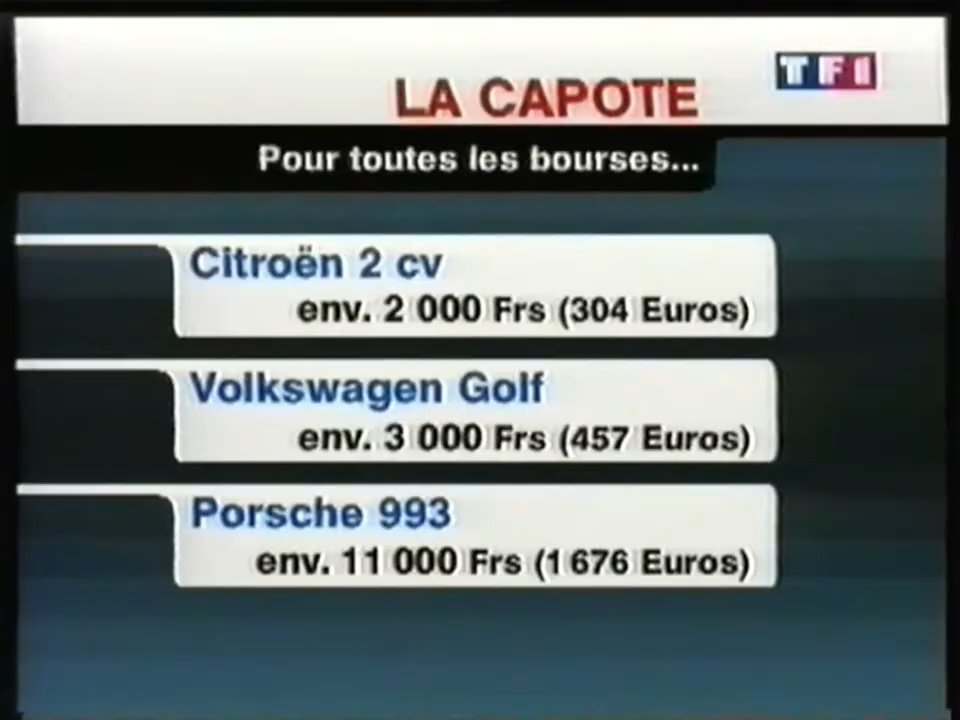 TF1
LA CAPOTE
Pour toutes les bourses...
Citroën 2 cv
env. 2 000 Frs (304 Euros)
Volkswagen Golf
env. 3 000 Frs (457 Euros)
Porsche 993
env. 11 000 Frs (1 676 Euros)